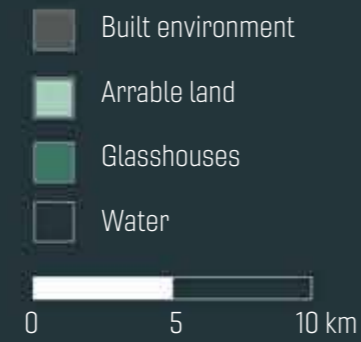 Built environment
Arrable land
Glasshouses
Water
0 5 10 km